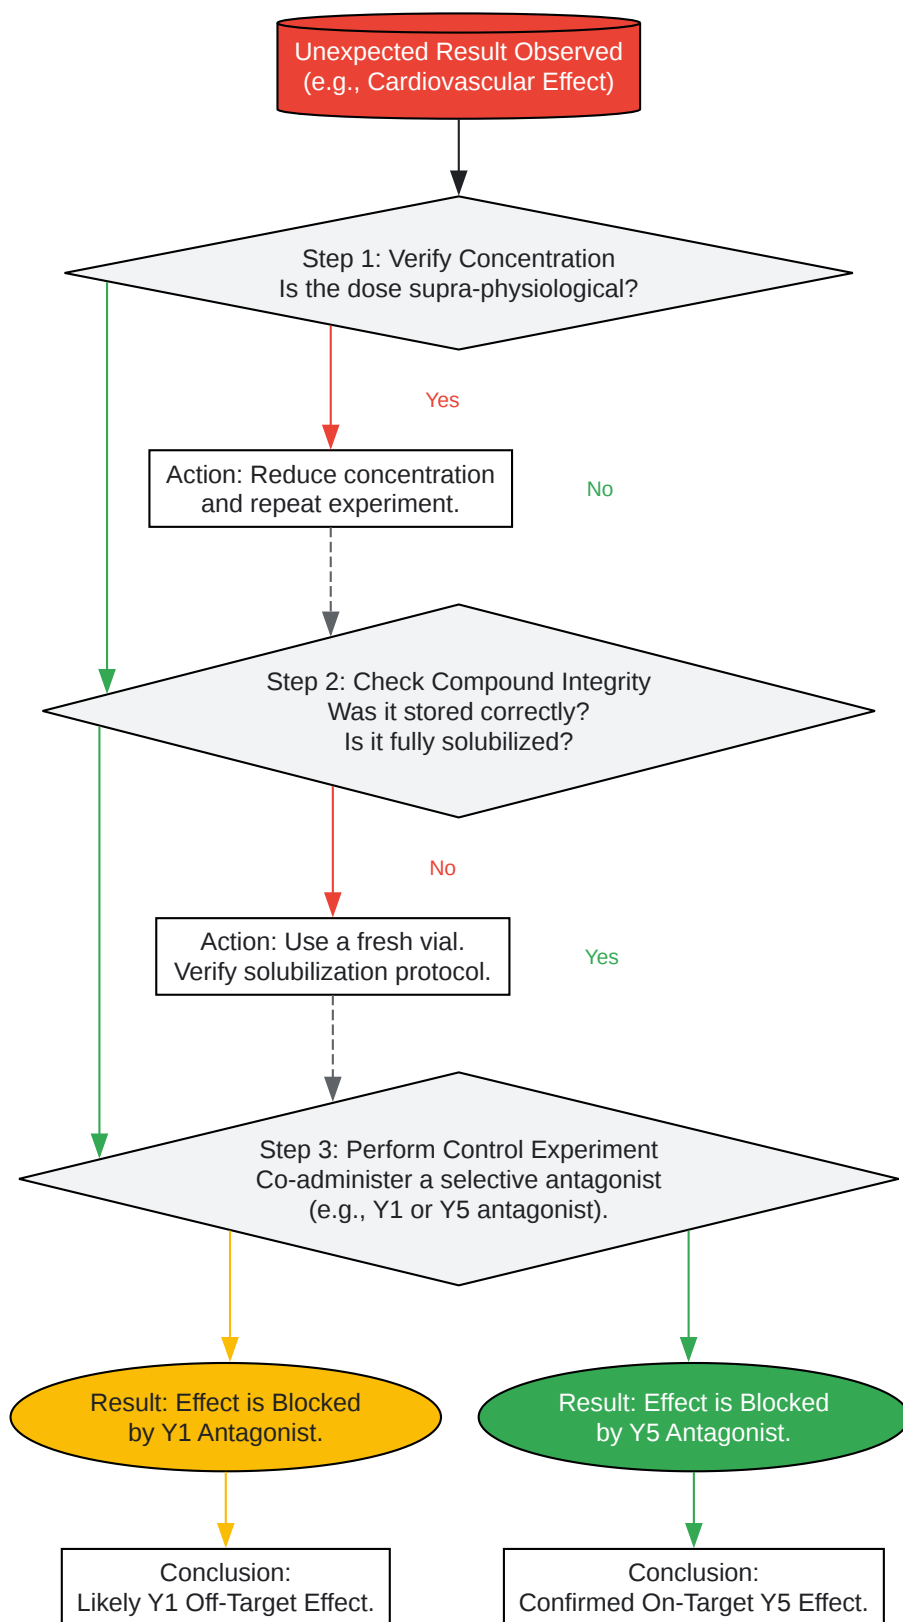 Unexpected Result Observed
(e.g., Cardiovascular Effect)
Step 1: Verify Concentration
Is the dose supra-physiological?
Yes
Action: Reduce concentration
and repeat experiment.
No
Step 2: Check Compound Integrity
Was it stored correctly?
Is it fully solubilized?
No
Action: Use a fresh vial.
Verify solubilization protocol.
Yes
Step 3: Perform Control Experiment
Co-administer a selective antagonist
(e.g., Y1 or Y5 antagonist).
Result: Effect is Blocked
by Y1 Antagonist.
Result: Effect is Blocked
by Y5 Antagonist.
Conclusion:
Likely Y1 Off-Target Effect.
Conclusion:
Confirmed On-Target Y5 Effect.